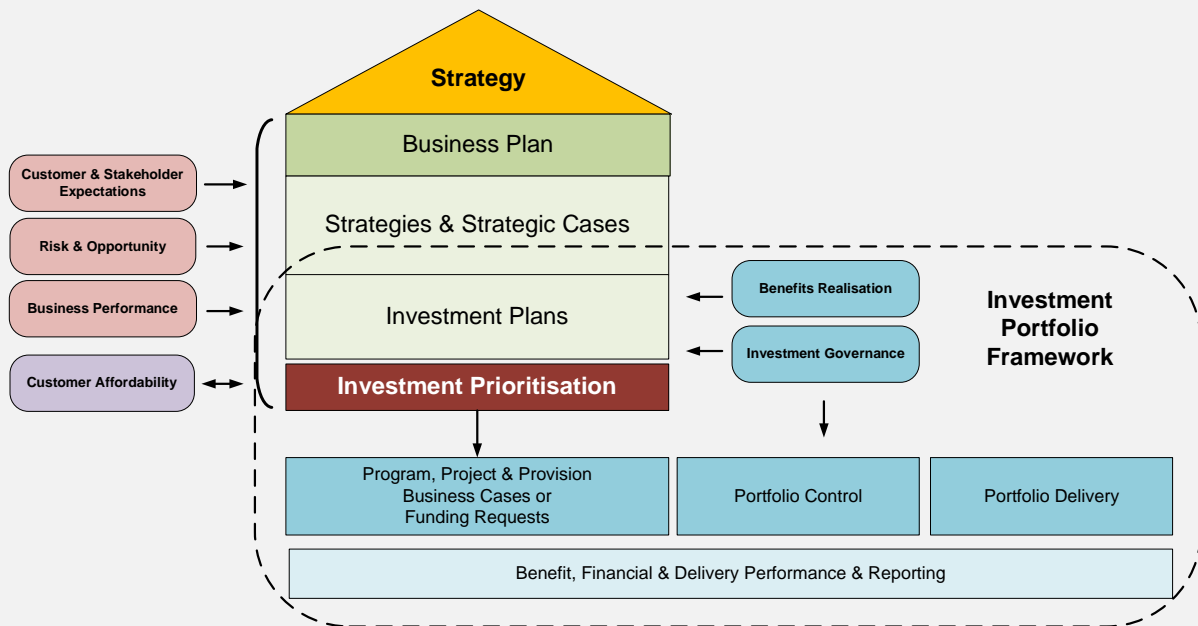 Strategy
Business Plan
Customer & Stakeholder
Expectations
Strategies & Strategic Cases
Risk & Opportunity
Business Performance
Investment Plans
Benefits Realisation
Investment
Portfolio
Framework
Investment Governance
Customer Affordability
Investment Prioritisation
Program, Project & Provision
Business Cases or
Funding Requests
Portfolio Control
Portfolio Delivery
Benefit, Financial & Delivery Performance & Reporting